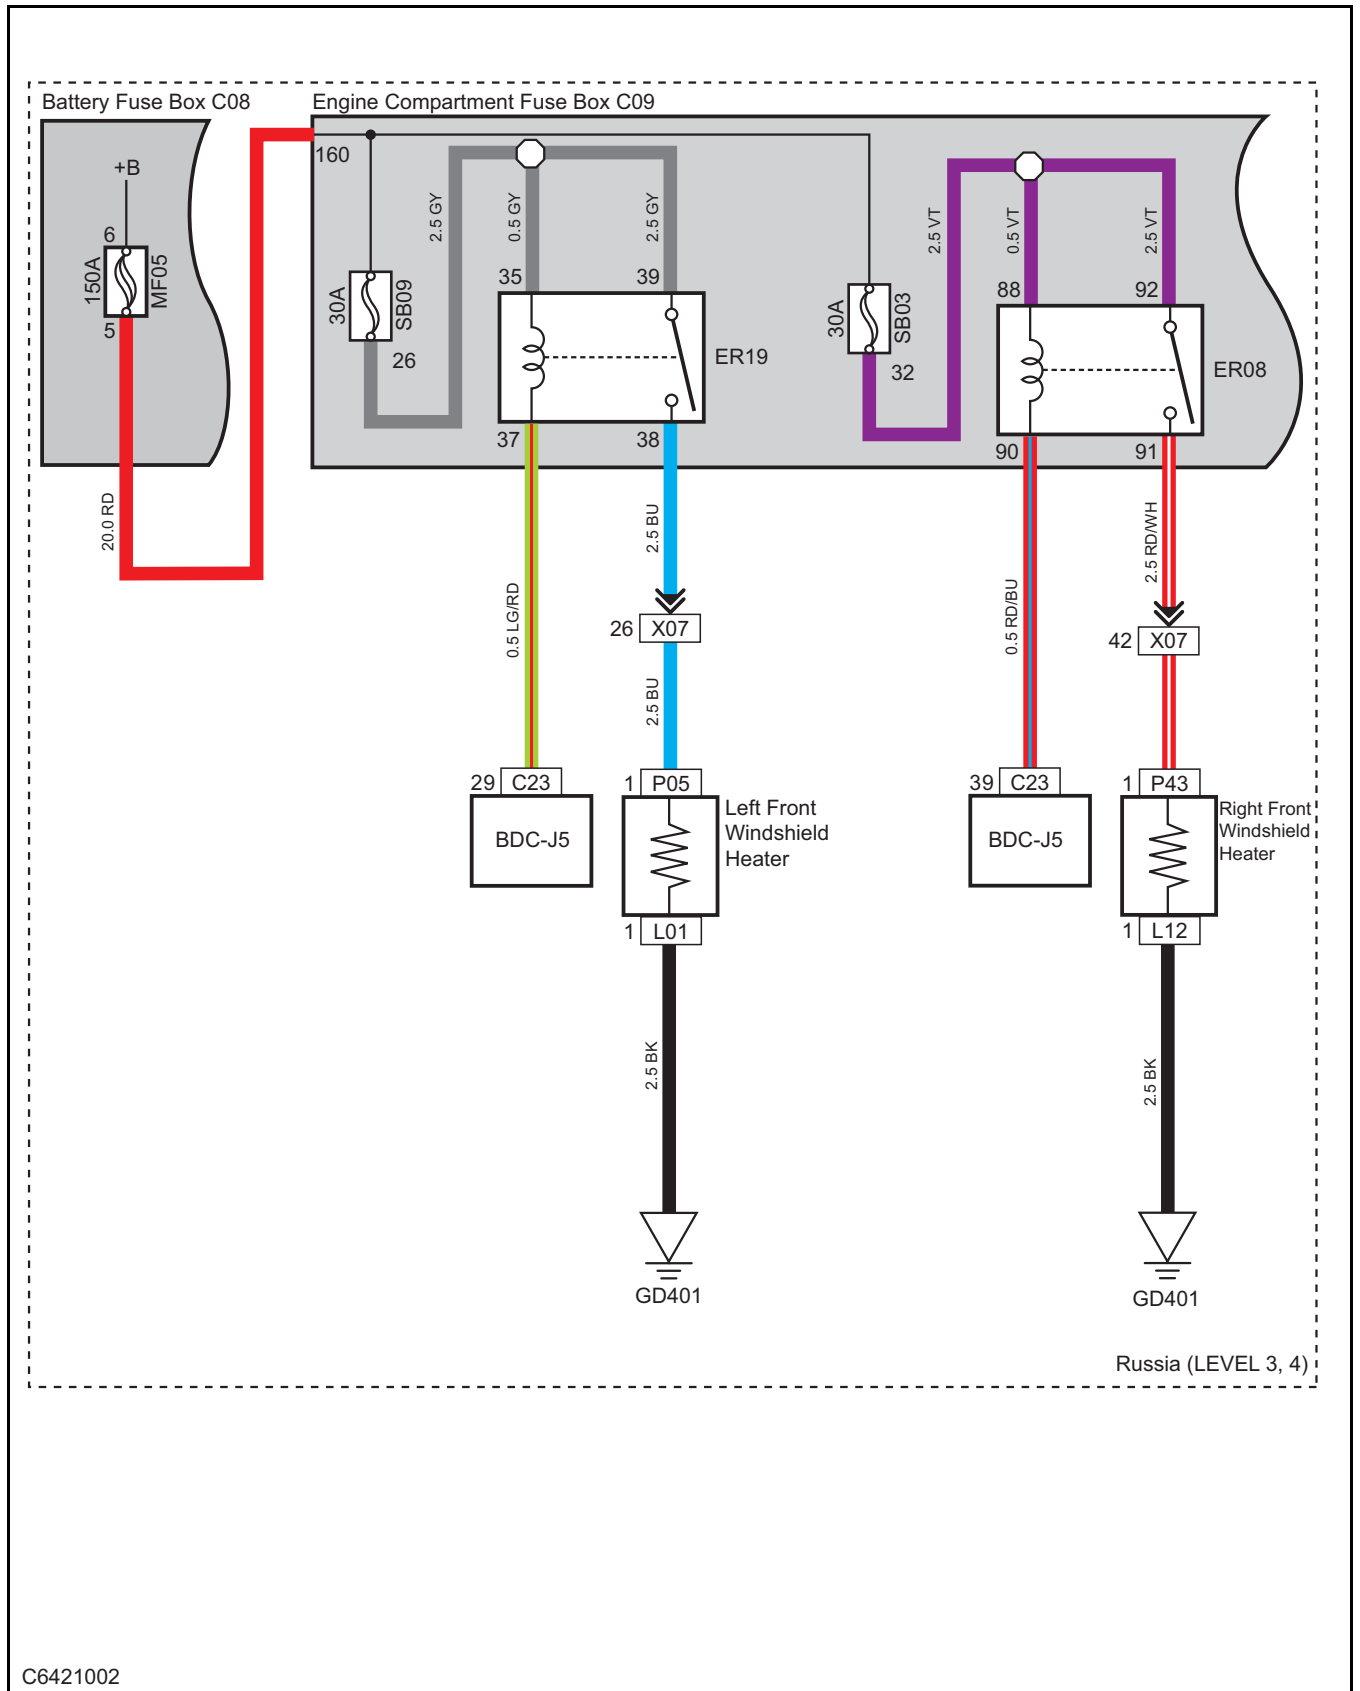 Battery Fuse Box C08
Engine Compartment Fuse Box C09
160
+B
6
150A
MF05
5
20.0 RD
30A
SB09
26
2.5 GY
0.5 GY
2.5 GY
35
39
ER19
37
38
30A
SB03
32
2.5 VT
0.5 VT
2.5 VT
88
92
ER08
90
91
0.5 LG/RD
2.5 BU
26 X07
2.5 BU
0.5 RD/BU
2.5 RD/WH
42 X07
29 C23
BDC-J5
1 P05
Left Front
Windshield
Heater
1 L01
39 C23
BDC-J5
1 P43
Right Front
Windshield
Heater
1 L12
2.5 BK
2.5 BK
GD401
GD401
Russia (LEVEL 3, 4)
C6421002